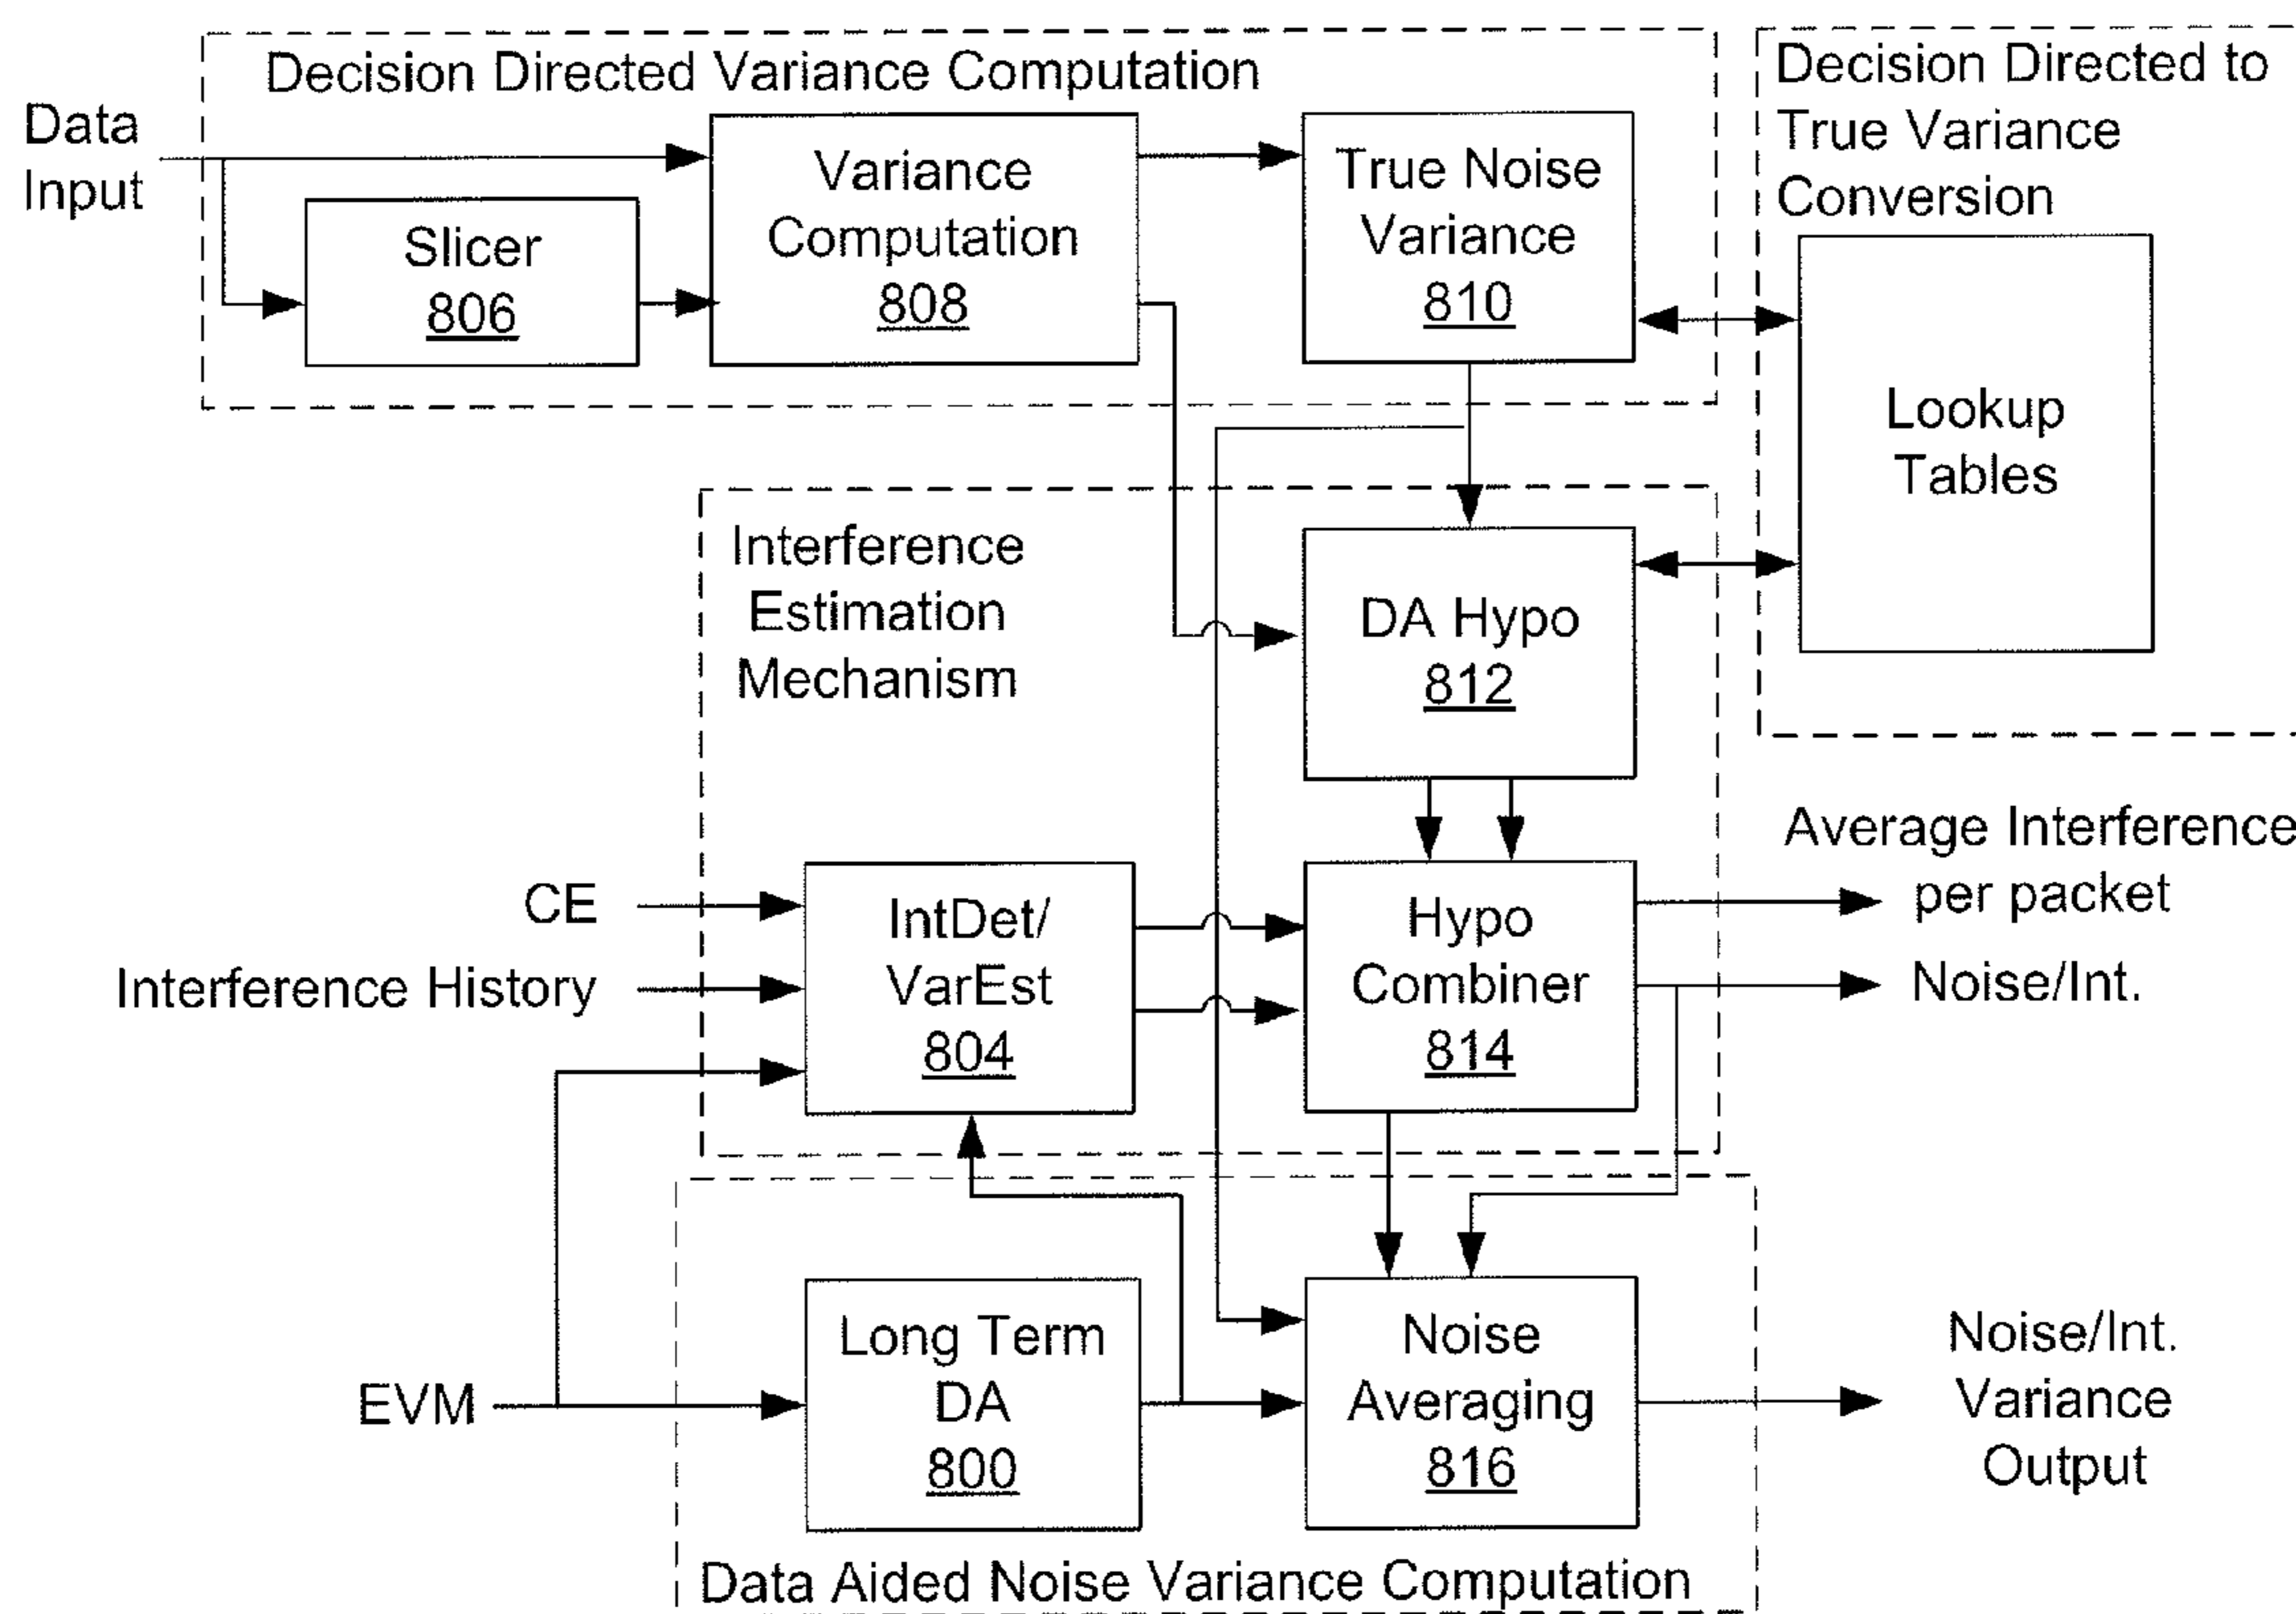 Decision Directed Variance Computation
Decision Directed to
True Variance
Conversion
Data
Input
Slicer
806
Variance
Computation
808
True Noise
Variance
810
Lookup
Tables
Interference
Estimation
Mechanism
DA Hypo
812
CE
Interference History
IntDet/
VarEst
804
Hypo
Combiner
814
Average Interference
per packet
Noise/Int.
EVM
Long Term
DA
800
Noise
Averaging
816
Noise/Int.
Variance
Output
Data Aided Noise Variance Computation